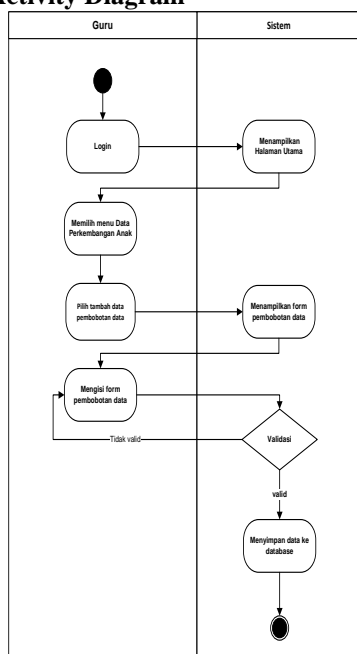 Activity Diagram
Guru
Sistem
Login
Menampilkan
Halaman Utama
Memilih menu Data
Perkembangan Anak
Pilih tambah data
pembobotan data
Menampilkan form
pembobotan data
Mengisi form
pembobotan data
Tidak valid
Validasi
valid
Menyimpan data ke
database